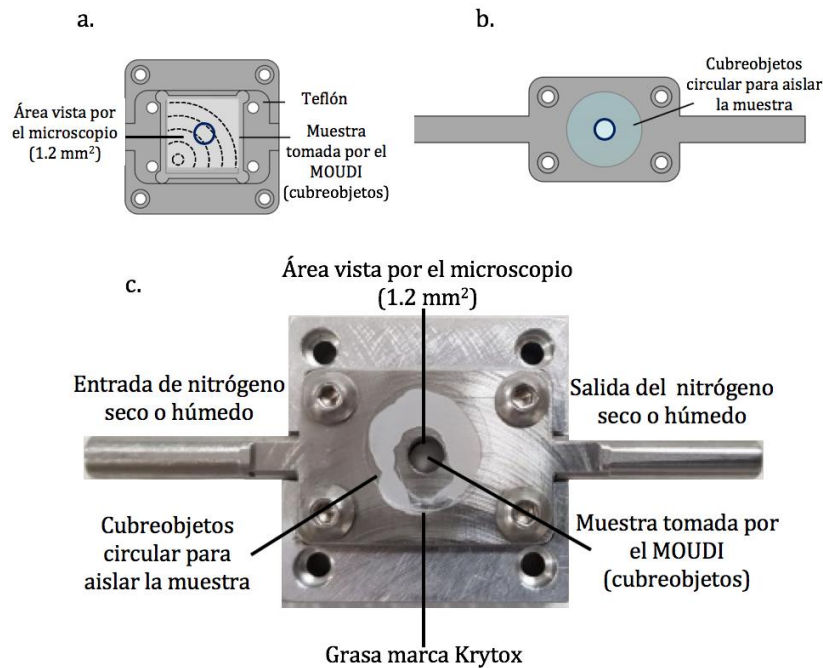 a.
Área vista por
el microscopio
(1.2 mm²)
Teflón
Muestra
tomada por el
MOUDI
(cubreobjetos)
b.
Cubreobjetos
circular para aislar
la muestra
c.
Área vista por el microscopio
(1.2 mm²)
Entrada de nitrógeno
seco o húmedo
Salida del nitrógeno
seco o húmedo
Cubreobjetos
circular para
aislar la muestra
Muestra tomada por
el MOUDI
(cubreobjetos)
Grasa marca Krytox